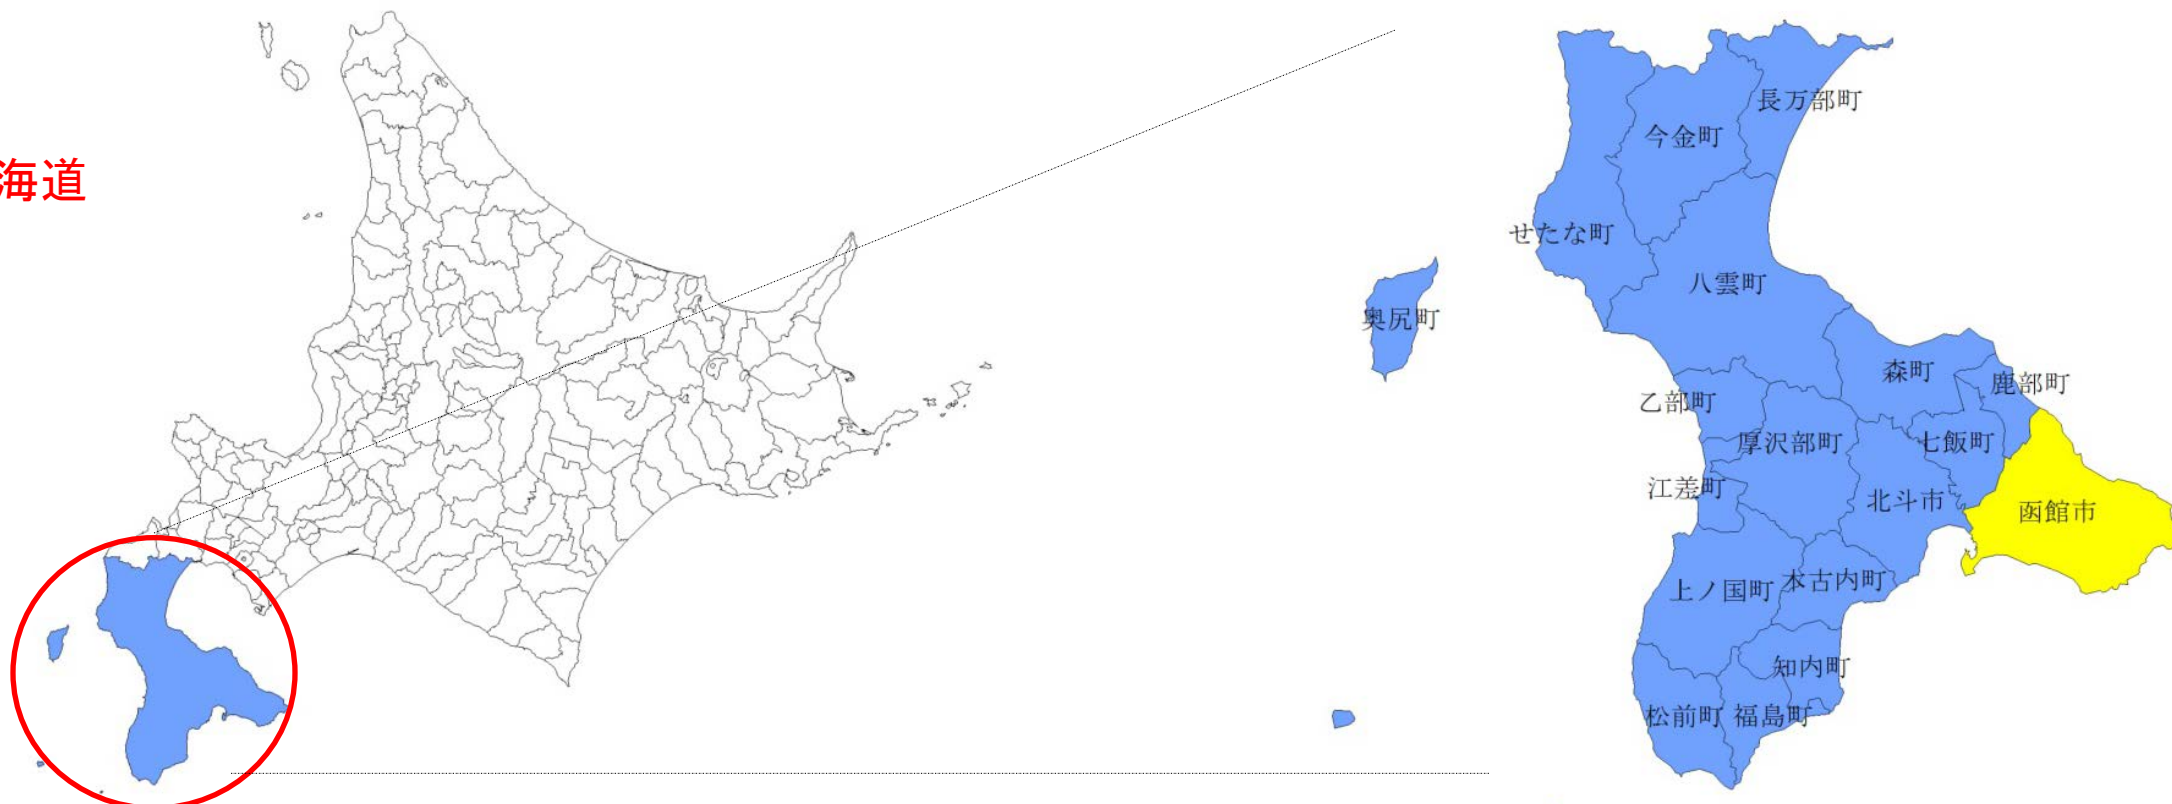 海道
長万部町
今金町
せたな町
八雲町
奥尻町
森町
鹿部町
乙部町
厚沢部町
七飯町
江差町
北斗市
函館市
上ノ国町
木古内町
知内町
松前町
福島町